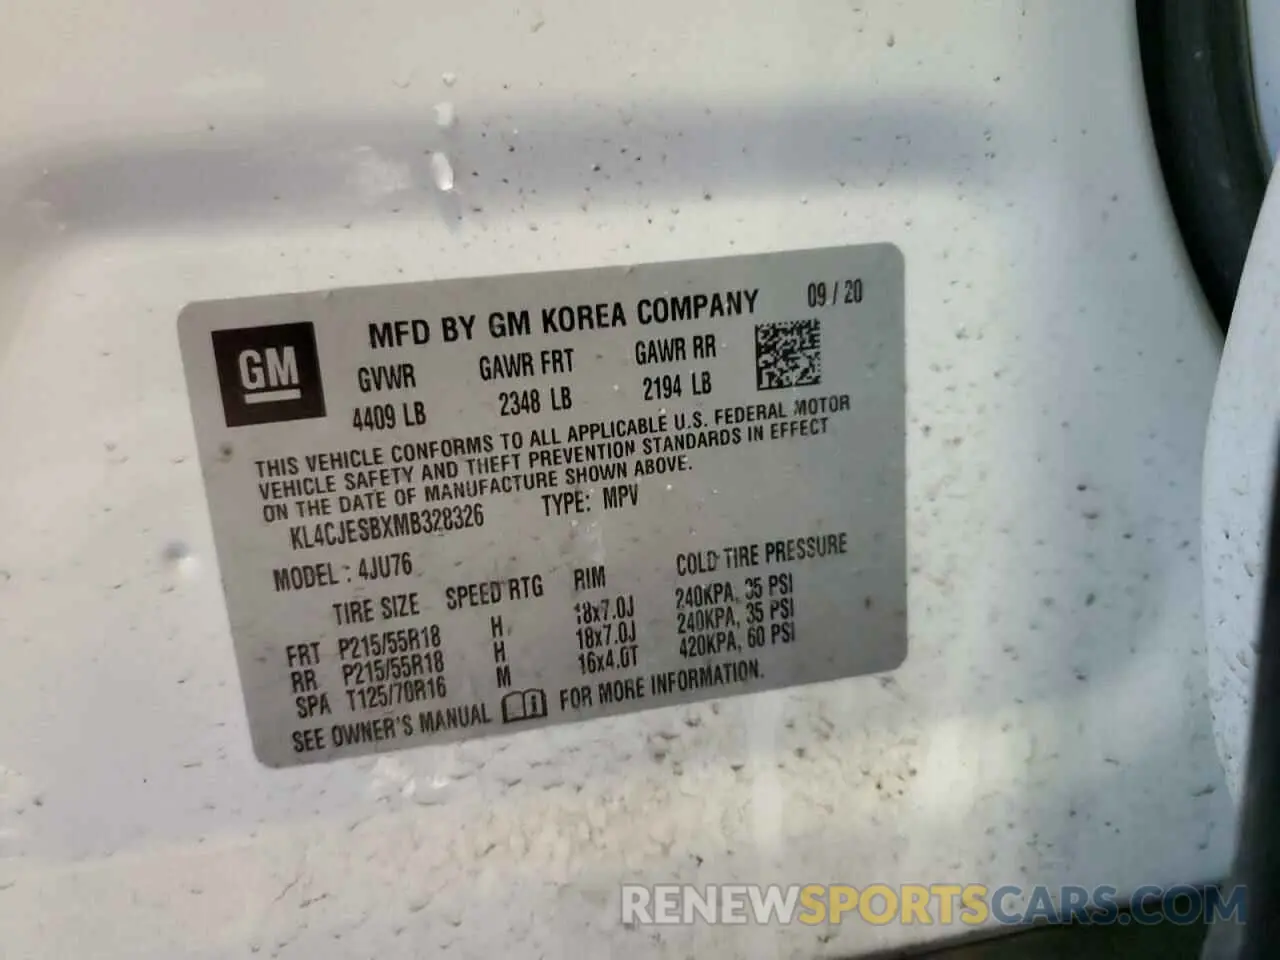 MFD BY GM KOREA COMPANY 09 / 20
GM
GVWR GAWR FRT GAWR RR
4409 LB 2348 LB 2194 LB
THIS VEHICLE CONFORMS TO ALL APPLICABLE U.S. FEDERAL MOTOR
VEHICLE SAFETY AND THEFT PREVENTION STANDARDS IN EFFECT
ON THE DATE OF MANUFACTURE SHOWN ABOVE.
KL4CJESBXMB328326 TYPE: MPV
MODEL : 4JU76
TIRE SIZE SPEED RTG RIM COLD TIRE PRESSURE
FRT P215/55R18 H 18x7.0J 240KPA, 35 PSI
RR P215/55R18 H 18x7.0J 240KPA, 35 PSI
SPA T125/70R16 M 16x4.0T 420KPA, 60 PSI
SEE OWNER'S MANUAL FOR MORE INFORMATION.
RENEWSPORTSCARS.COM